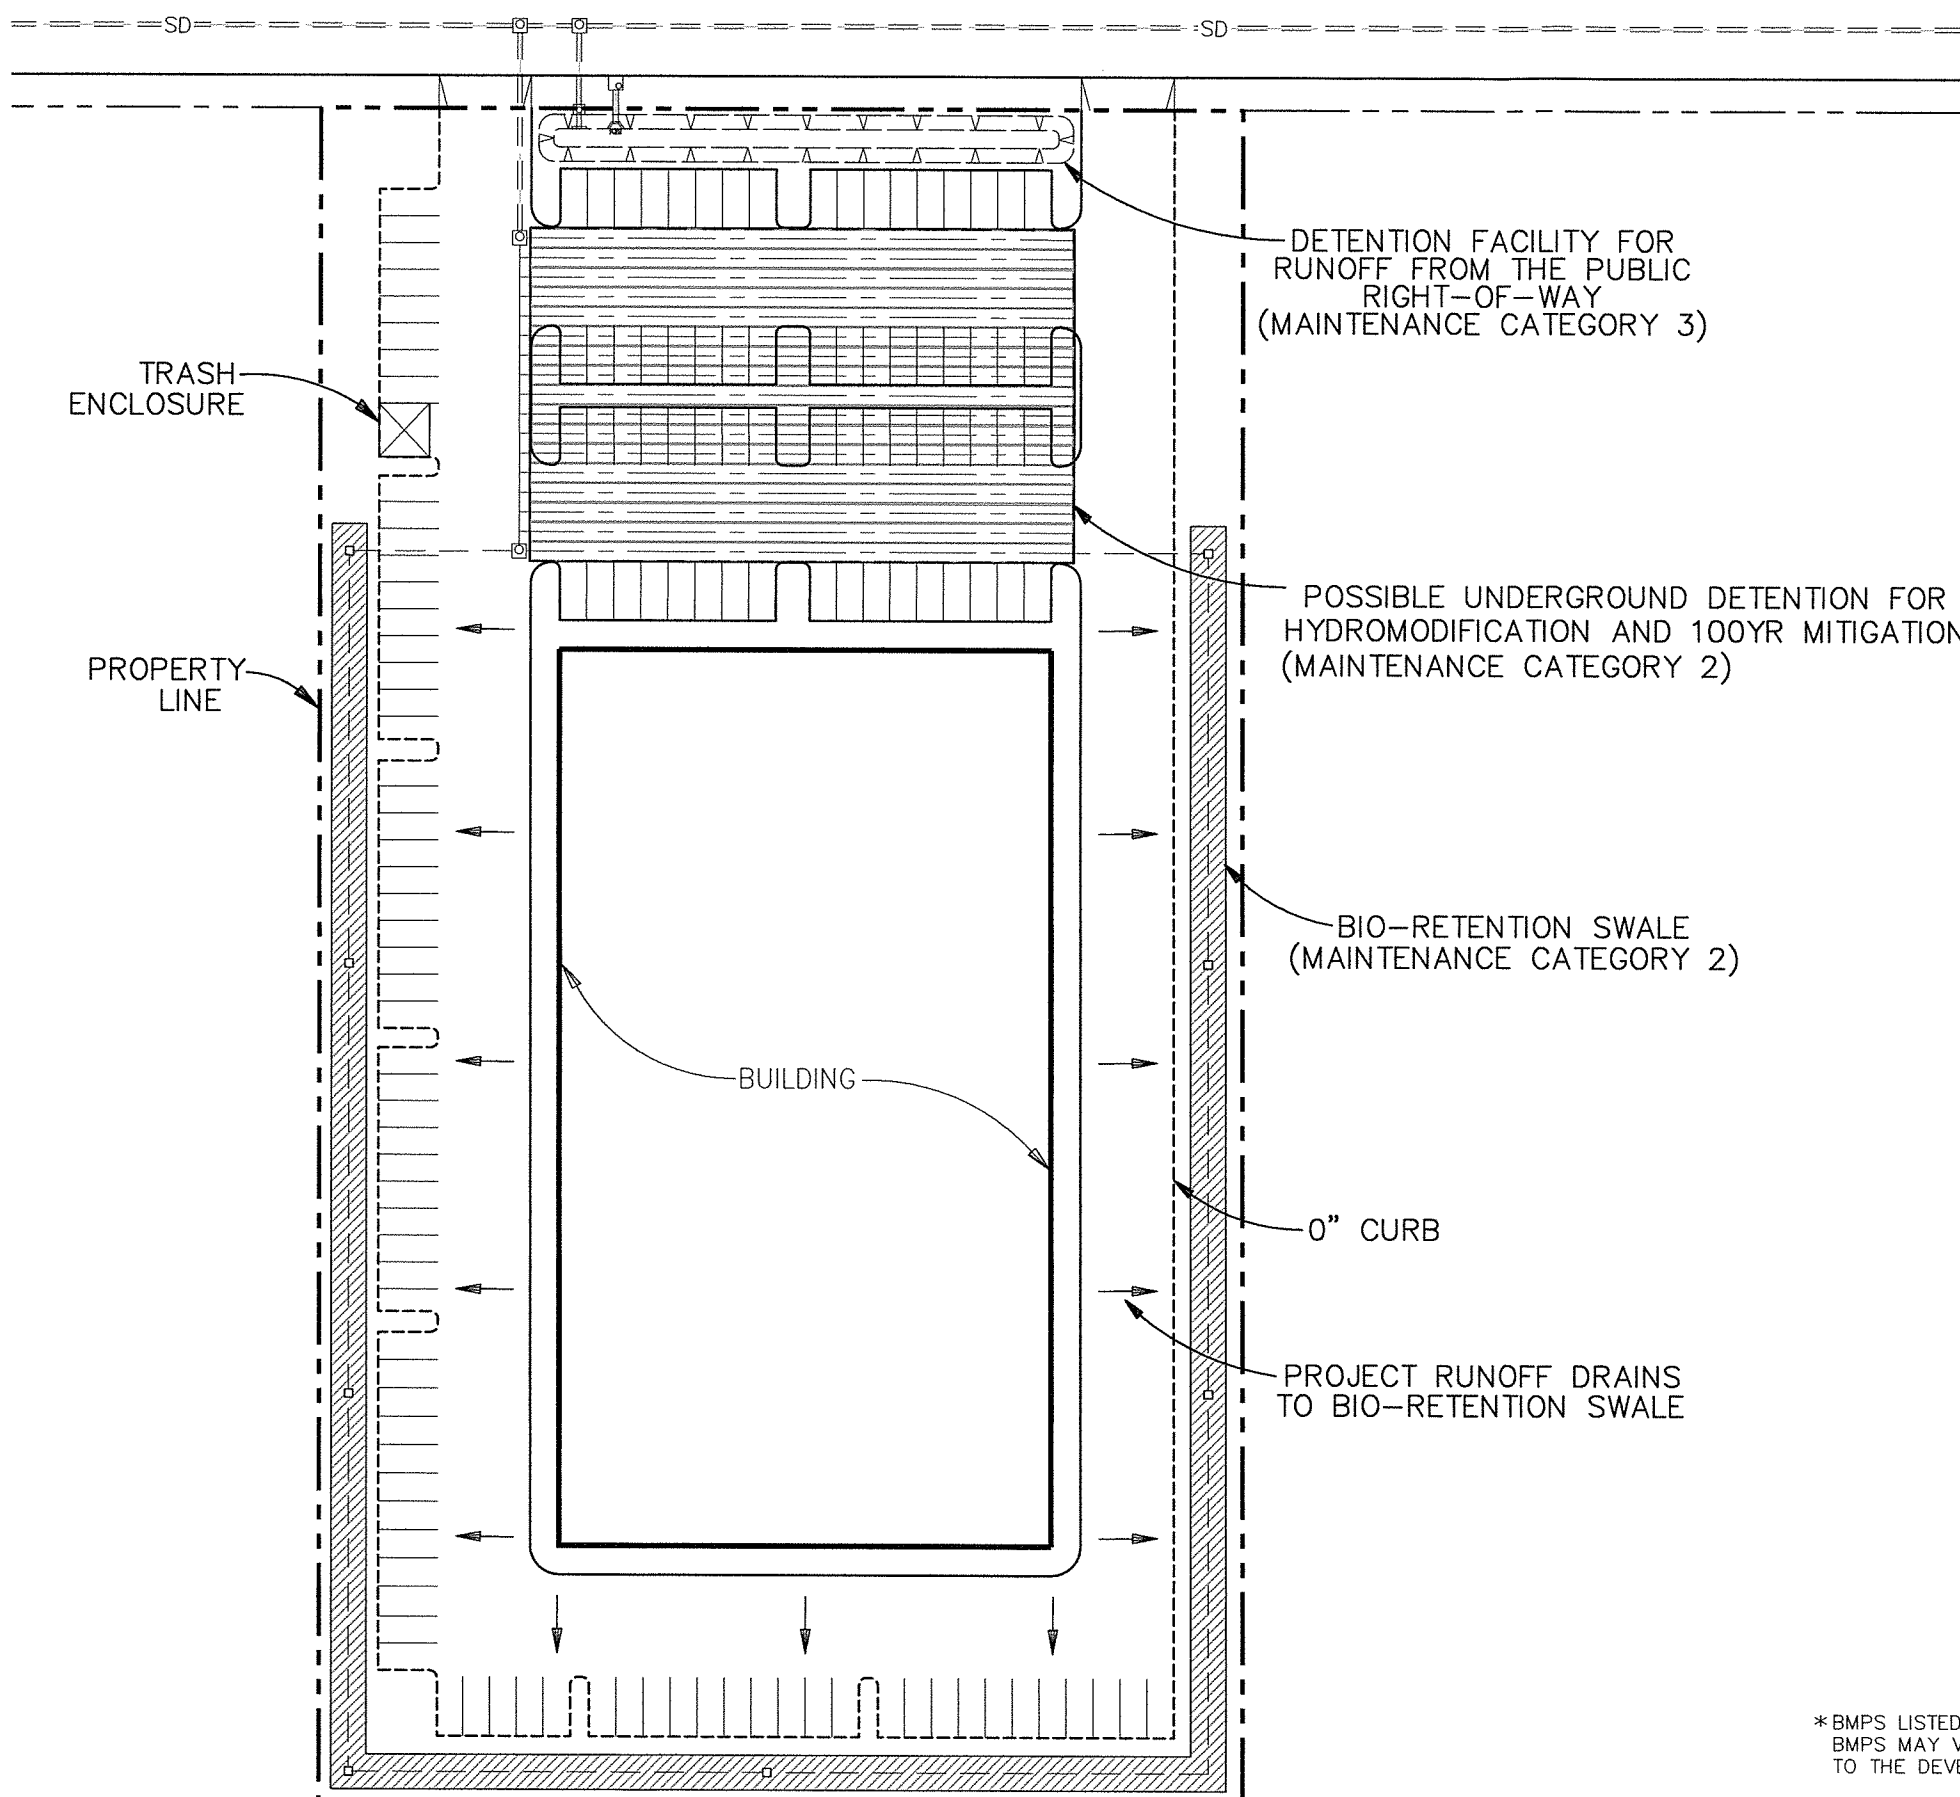 SD
SD
DETENTION FACILITY FOR
RUNOFF FROM THE PUBLIC
RIGHT-OF-WAY
(MAINTENANCE CATEGORY 3)
TRASH
ENCLOSURE
POSSIBLE UNDERGROUND DETENTION FOR
HYDROMODIFICATION AND 100YR MITIGATION
(MAINTENANCE CATEGORY 2)
PROPERTY
LINE
BIO-RETENTION SWALE
(MAINTENANCE CATEGORY 2)
BUILDING
0" CURB
PROJECT RUNOFF DRAINS
TO BIO-RETENTION SWALE
*BMPS LISTED
BMPS MAY
TO THE